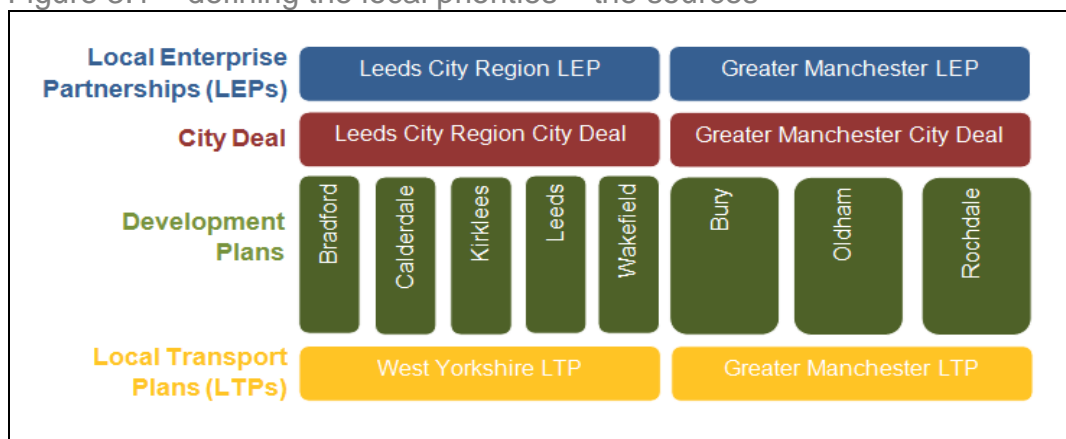 Local Enterprise
Partnerships (LEPs)
Leeds City Region LEP
Greater Manchester LEP
City Deal
Leeds City Region City Deal
Greater Manchester City Deal
Development
Plans
Bradford
Calderdale
Kirklees
Leeds
Wakefield
Bury
Oldham
Rochdale
Local Transport
Plans (LTPs)
West Yorkshire LTP
Greater Manchester LTP